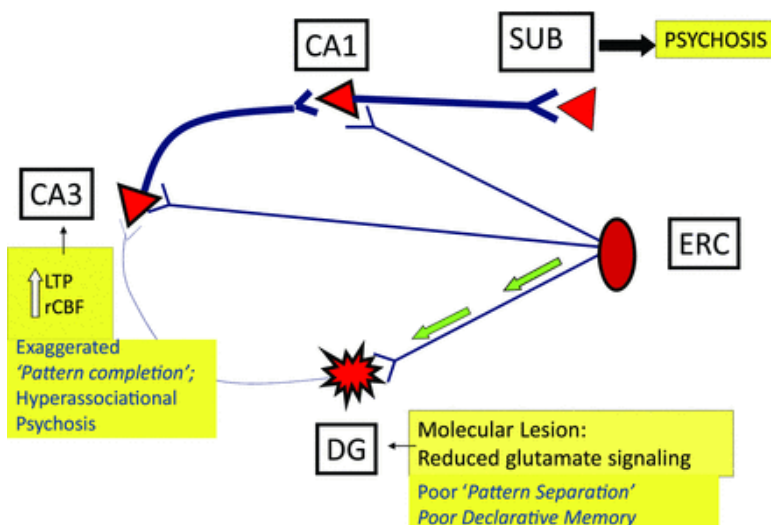 CA1
SUB
PSYCHOSIS
CA3
ERC
LTP
rCBF
Exaggerated
'Pattern completion';
Hyperassociational
Psychosis
DG
Molecular Lesion:
Reduced glutamate signaling
Poor 'Pattern Separation'
Poor Declarative Memory